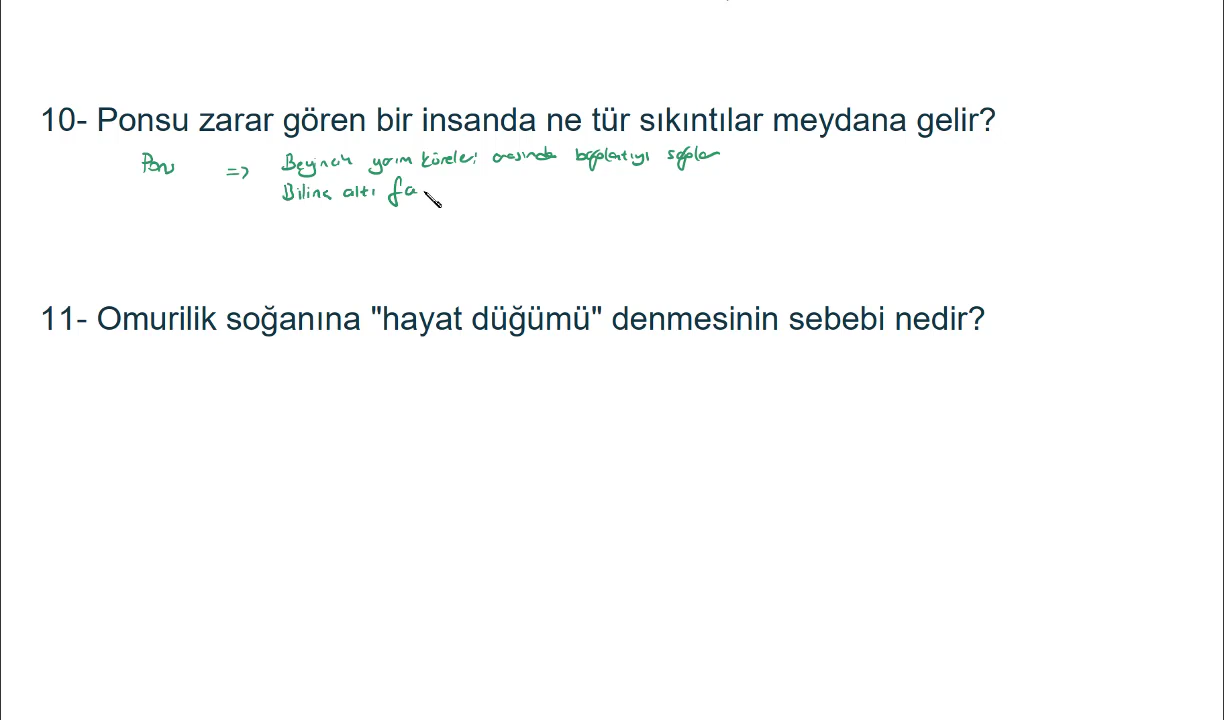 10- Ponsu zarar gören bir insanda ne tür sıkıntılar meydana gelir?
Pons => Beyincik yarım küreleri arasında bağlantıyı sağlar
Bilinç altı fa
11- Omurilik soğanına "hayat düğümü" denmesinin sebebi nedir?